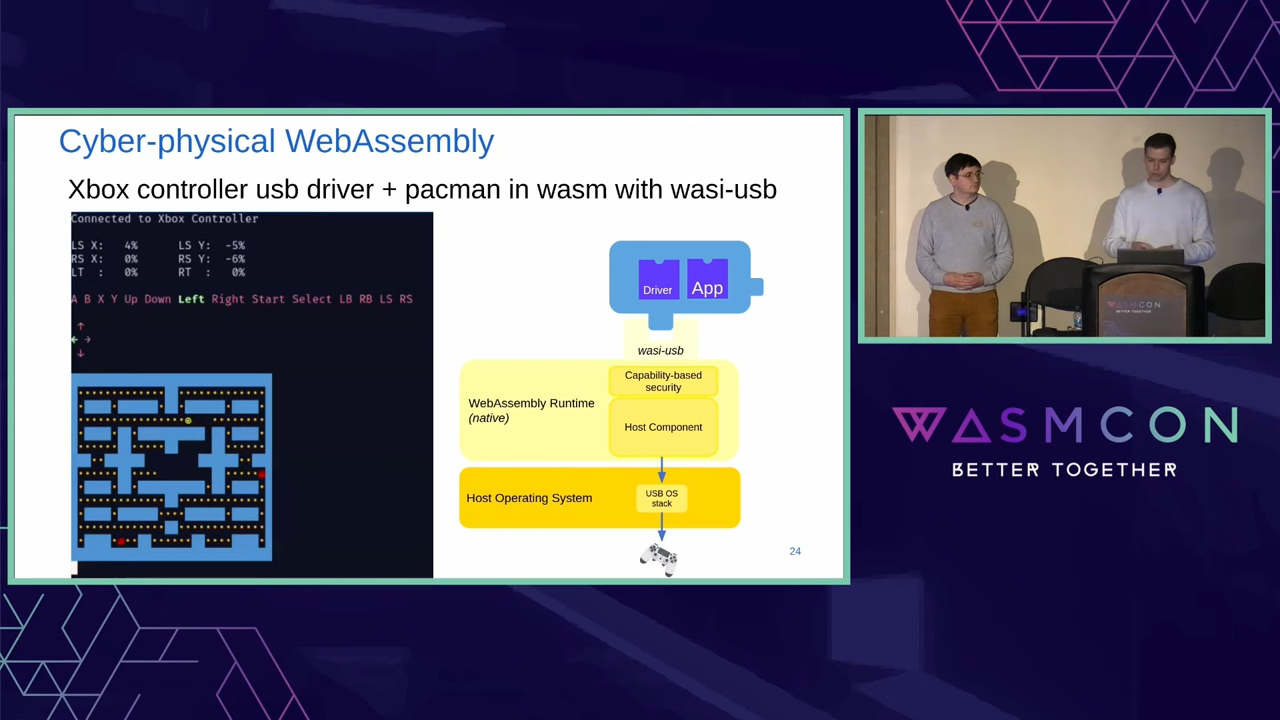 Cyber-physical WebAssembly
Xbox controller usb driver + pacman in wasm with wasi-usb
Connected to Xbox Controller
LS X: 4% LS Y: -5%
RS X: 0% RS Y: -6%
LT : 0% RT : 0%
A B X Y Up Down Left Right Start Select LB RB LS RS
↑
← →
↓
Driver
App
wasi-usb
WebAssembly Runtime
(native)
Capability-based
security
Host Component
Host Operating System
USB OS
stack
24
WASMCON
BETTER TOGETHER
WASMCON
BETTER TOGETHER